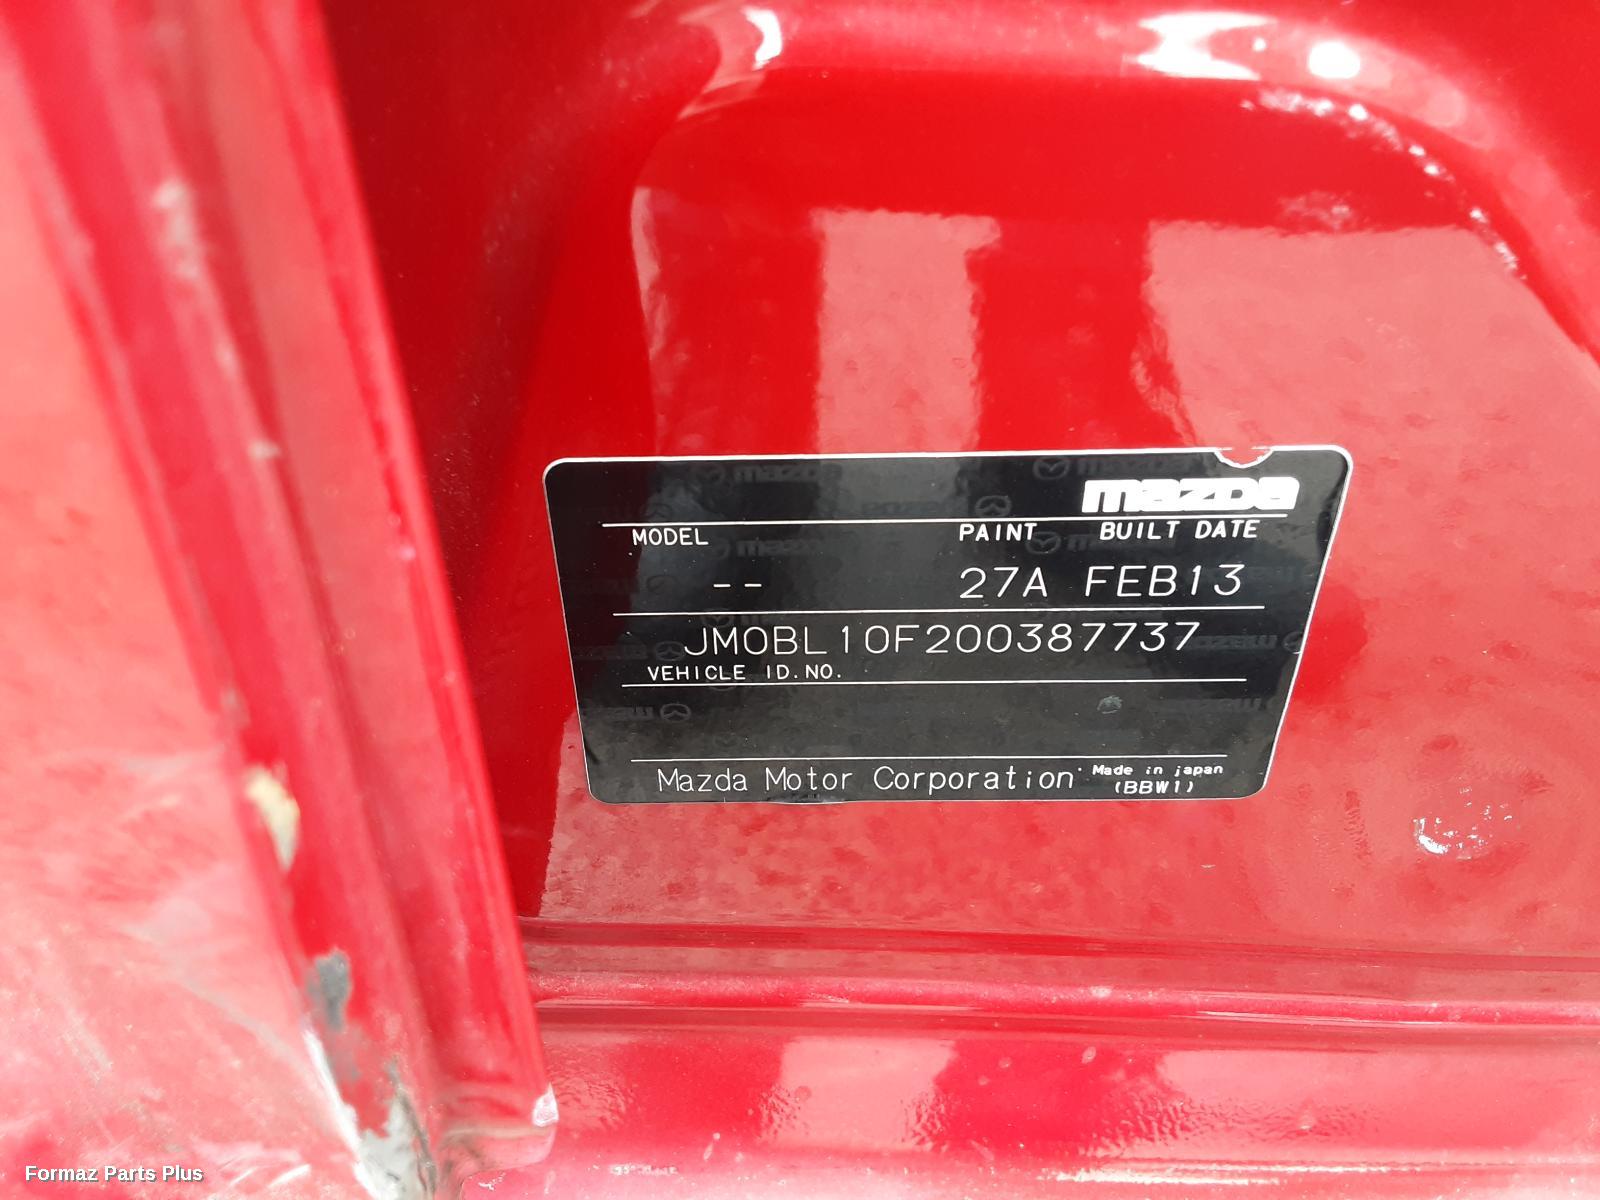 mazda
MODEL PAINT BUILT DATE
-- 27A FEB13
JM0BL10F200387737
VEHICLE ID.NO.
Mazda Motor Corporation Made in japan
(BBW1)
Formaz Parts Plus